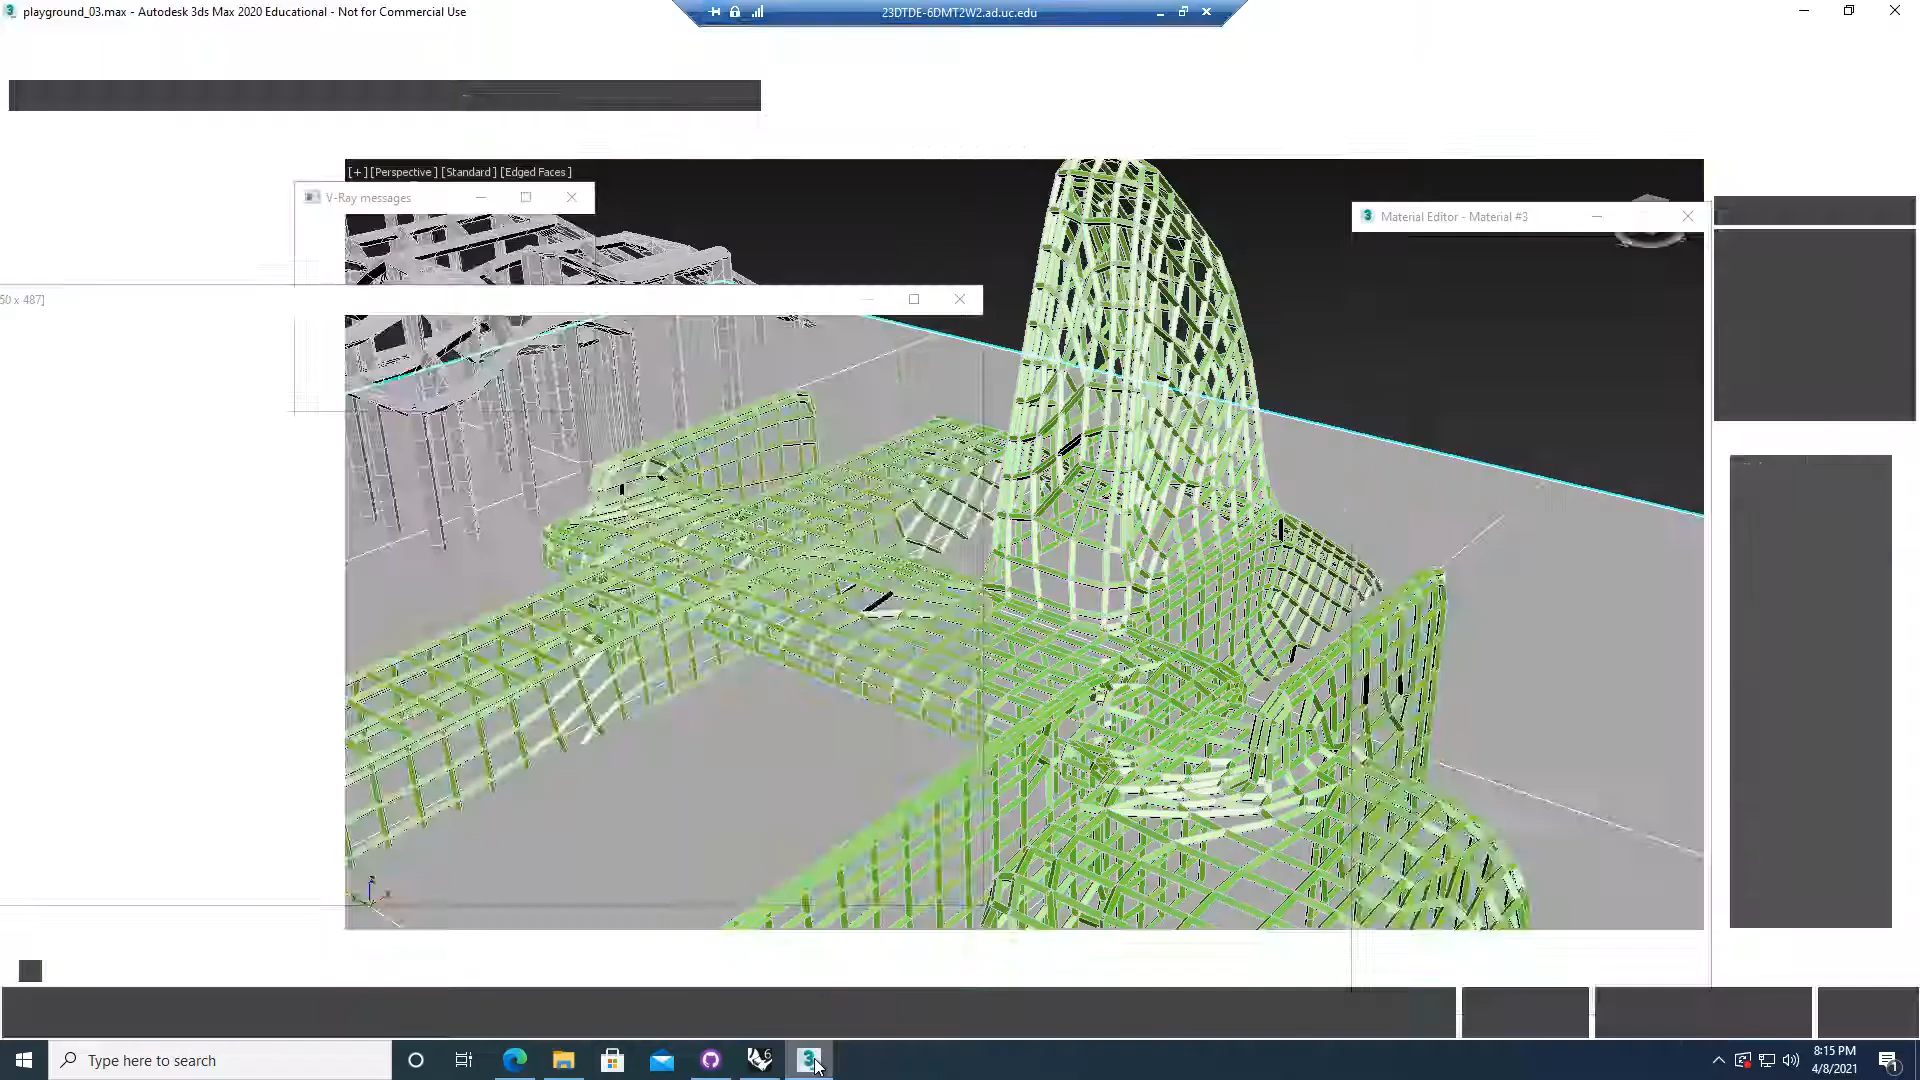 playground_03.max - Autodesk 3ds Max 2020 Educational - Not for Commercial Use
23DTDE-6DMT2W2.ad.uc.edu
[+] [Perspective ] [Standard ] [Edged Faces ]
V-Ray messages
Material Editor - Material #3
50 x 487]
Type here to search
8:15 PM
4/8/2021